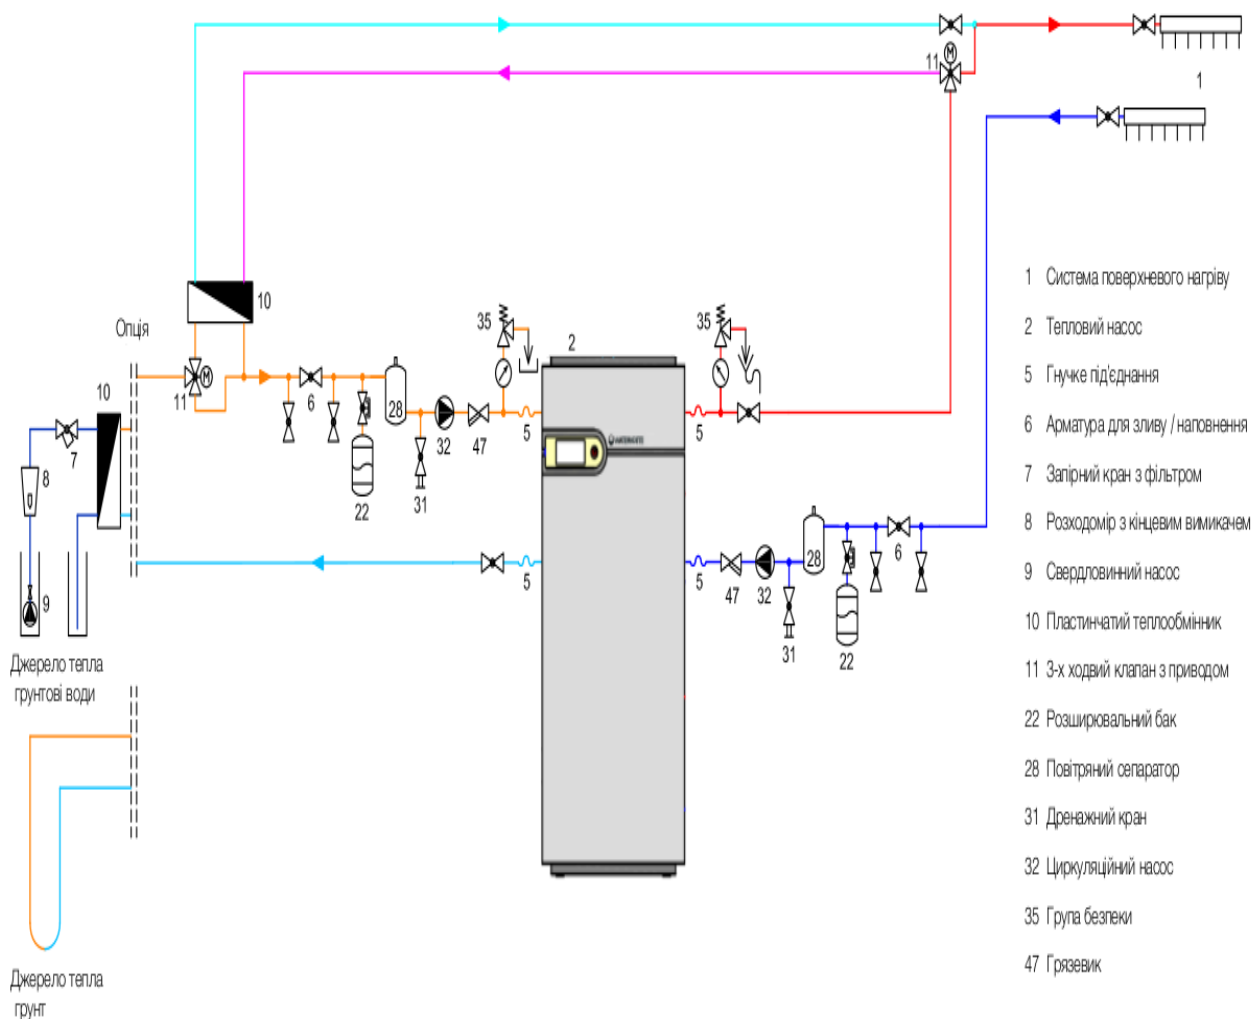 11 M
1
Опція
10
35
35
2
10
11 M
7
8
6
28
32
47
5
5
22
31
9
5
5
47
32
28
6
31
22
Джерело тепла
грунтові води
Джерело тепла
грунт
1 Система поверхневого нагріву
2 Тепловий насос
5 Гнучке під'єднання
6 Арматура для зливу / наповнення
7 Запірний кран з фільтром
8 Розходомір з кінцевим вимикачем
9 Свердловинний насос
10 Пластинчатий теплообмінник
11 3-х ходвий клапан з приводом
22 Розширювальний бак
28 Повітряний сепаратор
31 Дренажний кран
32 Циркуляційний насос
35 Група безпеки
47 Грязевик